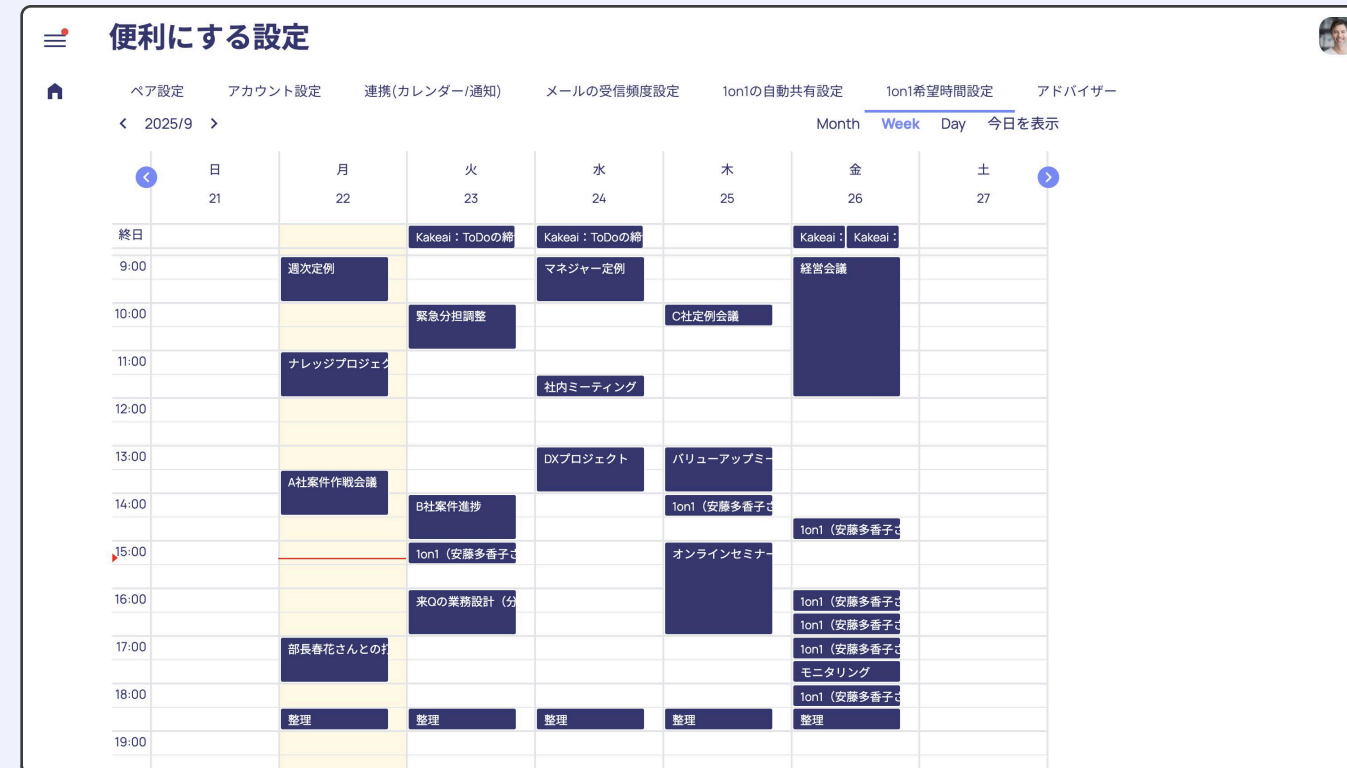 便利にする設定
ペア設定 アカウント設定 連携(カレンダー/通知) メールの受信頻度設定 1on1の自動共有設定 1on1希望時間設定 アドバイザー
2025/9 Month Week Day 今日を表示
日 月 火 水 木 金 土
21 22 23 24 25 26 27
終日 Kakeai：ToDoの締 Kakeai：ToDoの締 Kakeai： Kakeai：
9:00 週次定例 マネジャー定例 経営会議
10:00 緊急分担調整 C社定例会議
11:00 ナレッジプロジェク
社内ミーティング
12:00
13:00 DXプロジェクト バリューアップミー
A社案件作戦会議
14:00 B社案件進捗 1on1（安藤多香子さ
1on1（安藤多香子さ
15:00 1on1（安藤多香子さ オンラインセミナー
16:00 来Qの業務設計（分 1on1（安藤多香子さ
1on1（安藤多香子さ
17:00 部長春花さんとの打 1on1（安藤多香子さ
モニタリング
18:00 1on1（安藤多香子さ
整理 整理 整理 整理 整理
19:00